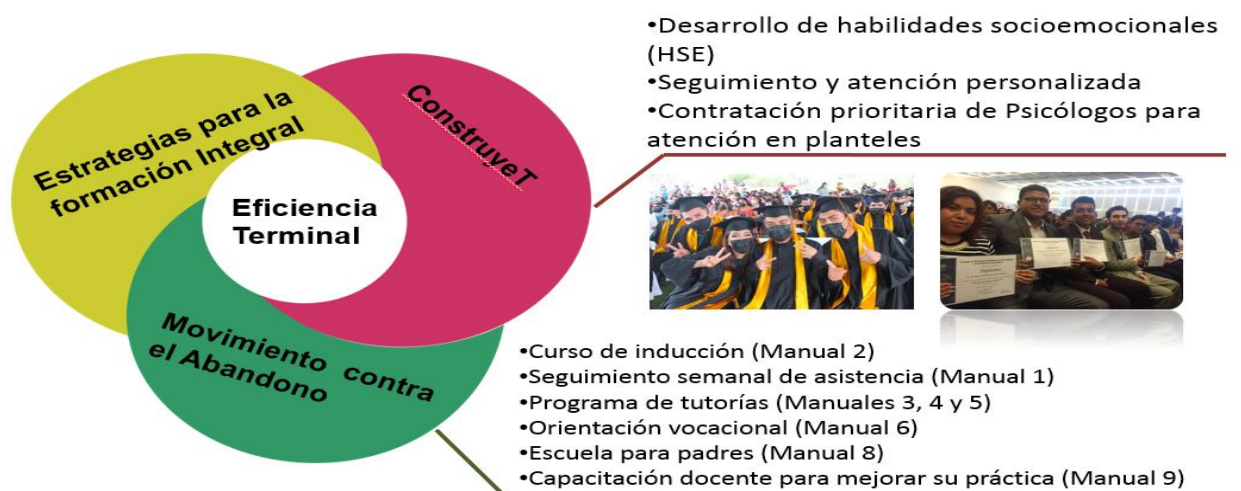 •Desarrollo de habilidades socioemocionales
(HSE)
•Seguimiento y atención personalizada
•Contratación prioritaria de Psicólogos para
atención en planteles
Estrategias para la
formación Integral
ConstruyeT
Eficiencia
Terminal
Movimiento contra
el Abandono
•Curso de inducción (Manual 2)
•Seguimiento semanal de asistencia (Manual 1)
•Programa de tutorías (Manuales 3, 4 y 5)
•Orientación vocacional (Manual 6)
•Escuela para padres (Manual 8)
•Capacitación docente para mejorar su práctica (Manual 9)